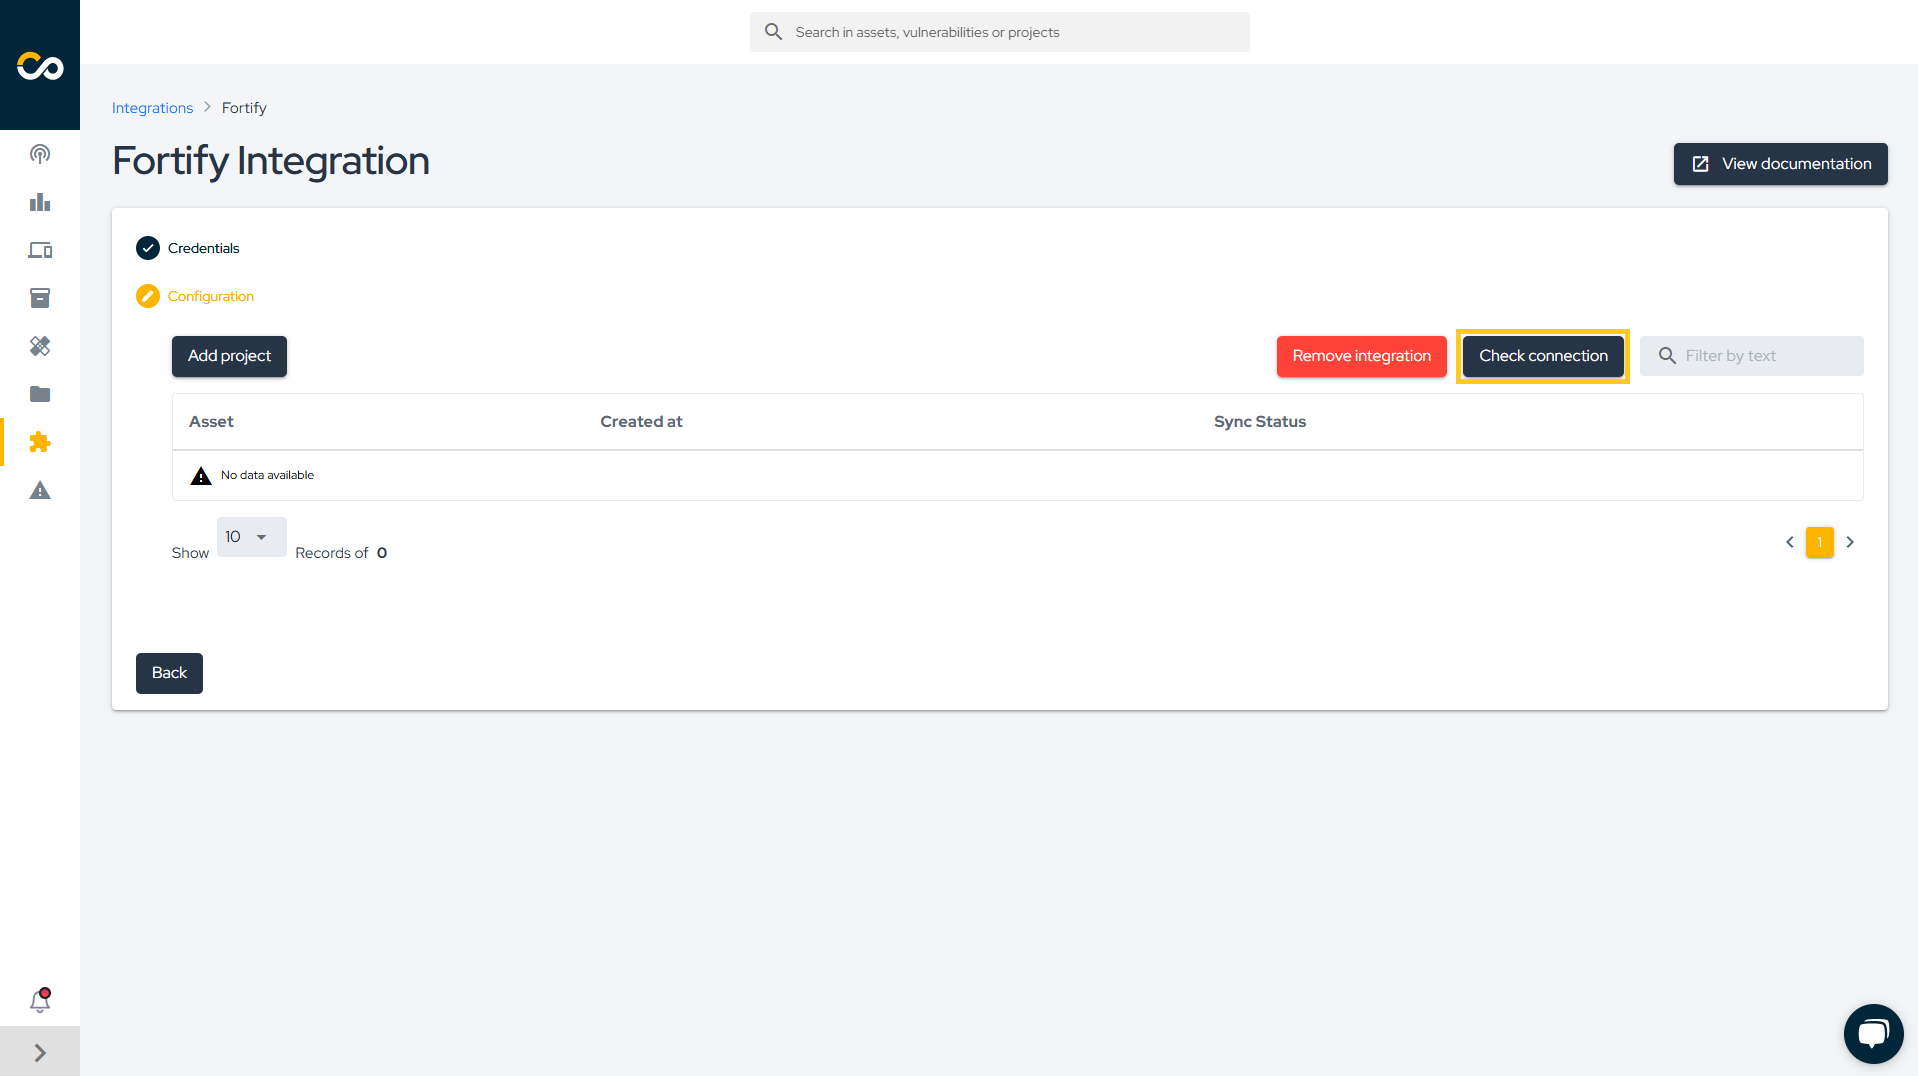 Search in assets, vulnerabilities or projects
Integrations > Fortify
Fortify Integration
View documentation
Credentials
Configuration
Add project
Remove integration
Check connection
Filter by text
Asset Created at Sync Status
No data available
Show 10 Records of 0
1
Back